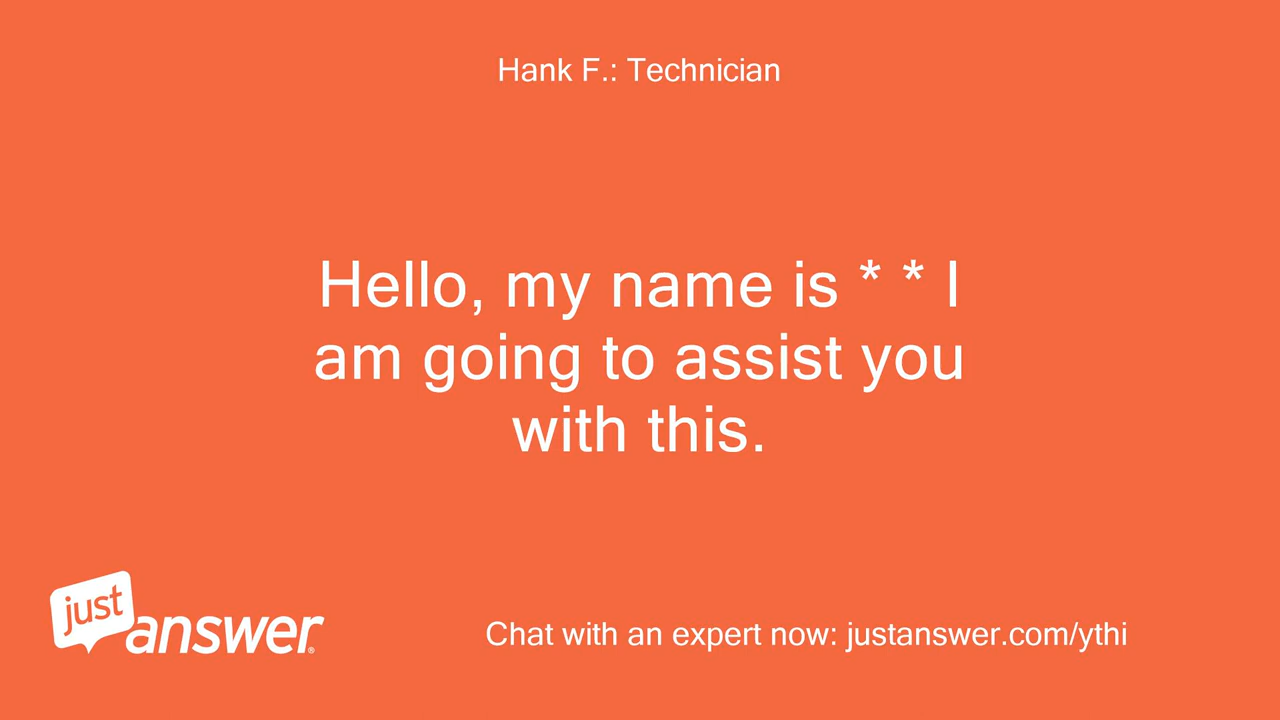 Hank F.: Technician
Hello, my name is * * I
am going to assist you
with this.
just
answer®
Chat with an expert now: justanswer.com/ythi